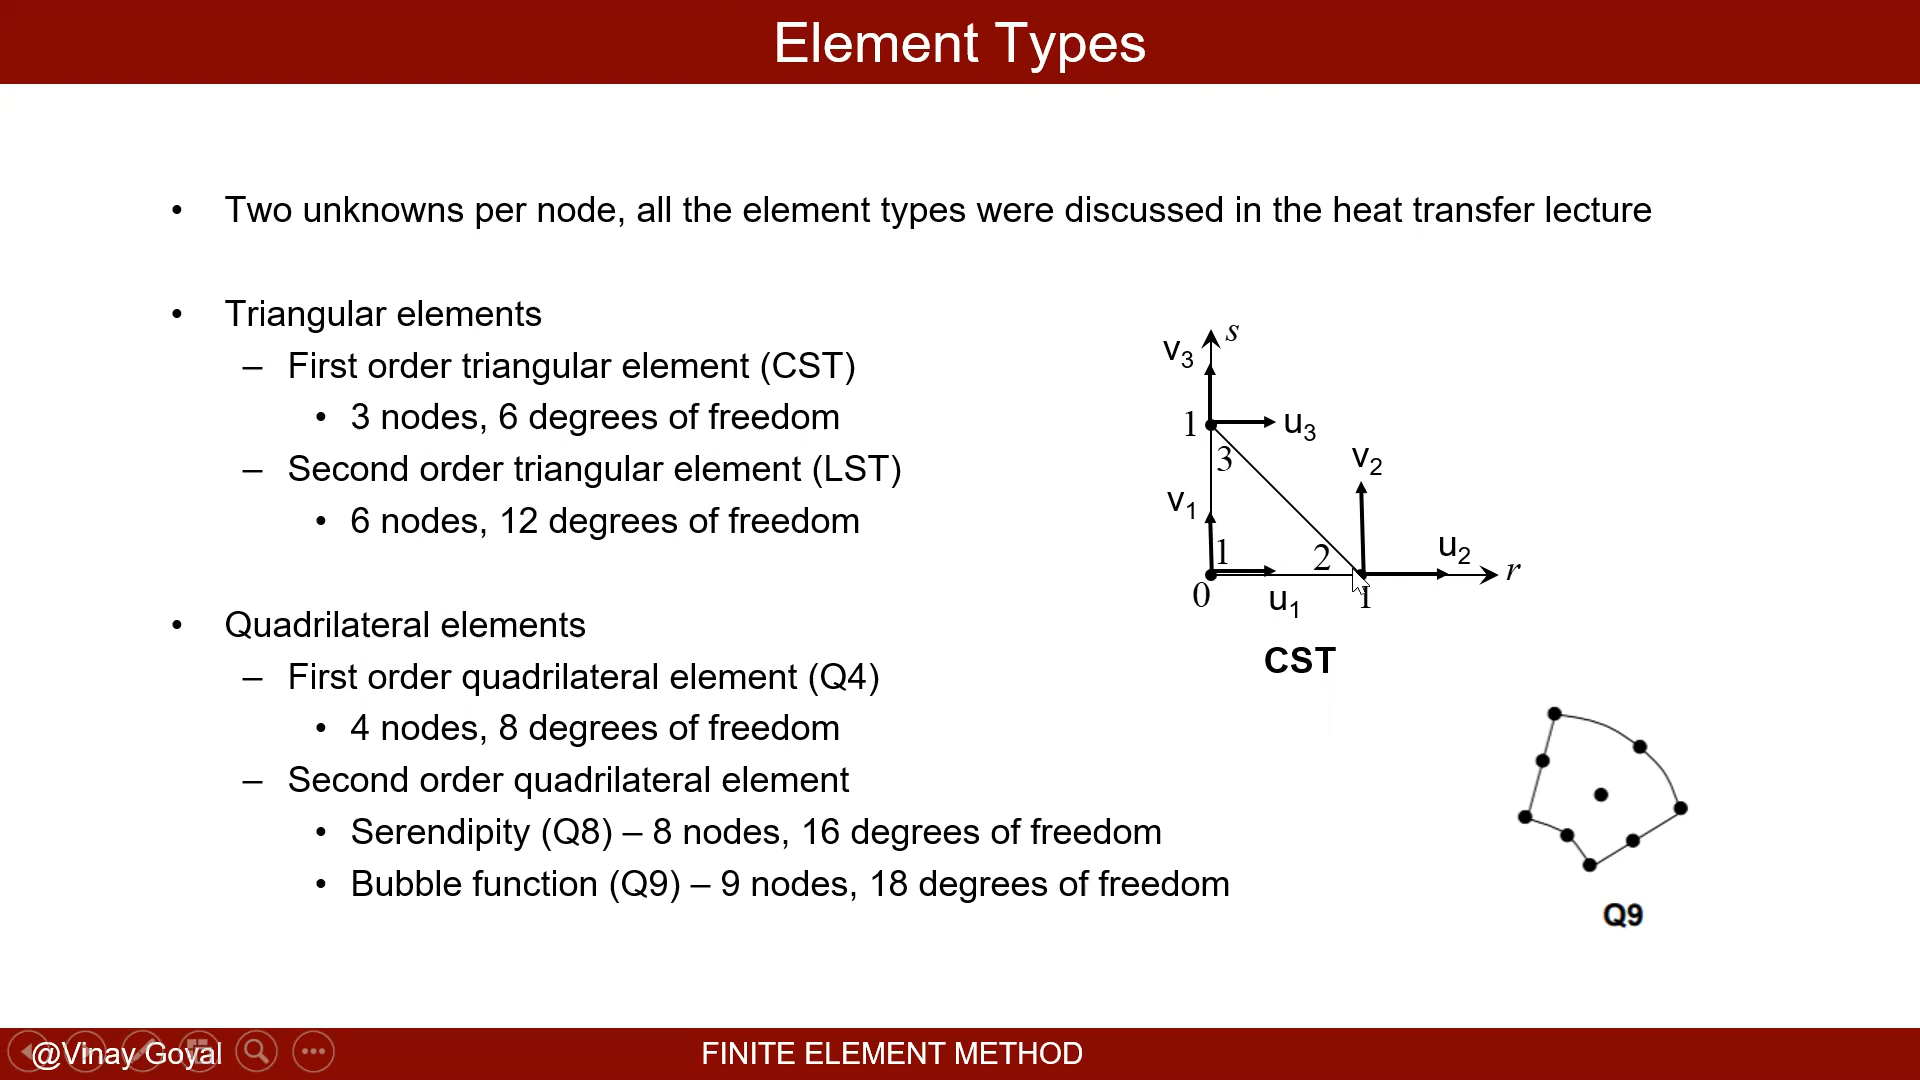 Element Types
• Two unknowns per node, all the element types were discussed in the heat transfer lecture
• Triangular elements
– First order triangular element (CST)
• 3 nodes, 6 degrees of freedom
– Second order triangular element (LST)
• 6 nodes, 12 degrees of freedom
• Quadrilateral elements
– First order quadrilateral element (Q4)
• 4 nodes, 8 degrees of freedom
– Second order quadrilateral element
• Serendipity (Q8) – 8 nodes, 16 degrees of freedom
• Bubble function (Q9) – 9 nodes, 18 degrees of freedom
s
v3
1
u3
3
v2
v1
1
2
u2
r
0
u1
1
CST
Q9
@Vinay Goyal
FINITE ELEMENT METHOD